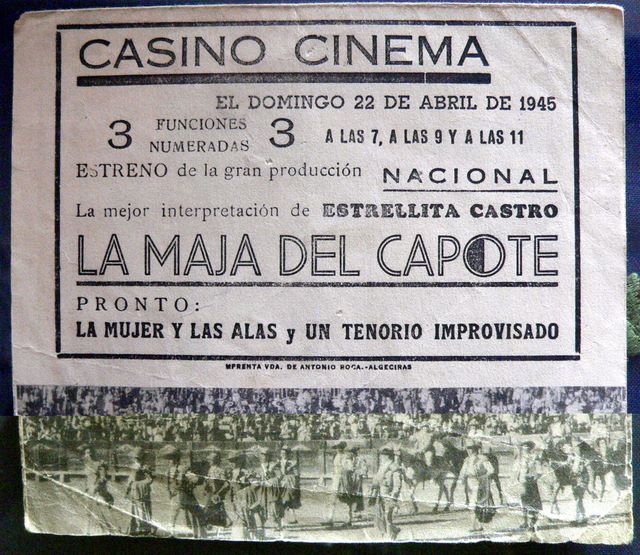 CASINO CINEMA
EL DOMINGO 22 DE ABRIL DE 1945
3 FUNCIONES NUMERADAS 3 A LAS 7, A LAS 9 Y A LAS 11
ESTRENO de la gran producción NACIONAL
La mejor interpretación de ESTRELLITA CASTRO
LA MAJA DEL CAPOTE
PRONTO:
LA MUJER Y LAS ALAS y UN TENORIO IMPROVISADO
MPRENTA VDA. DE ANTONIO ROCA.-ALGECIRAS